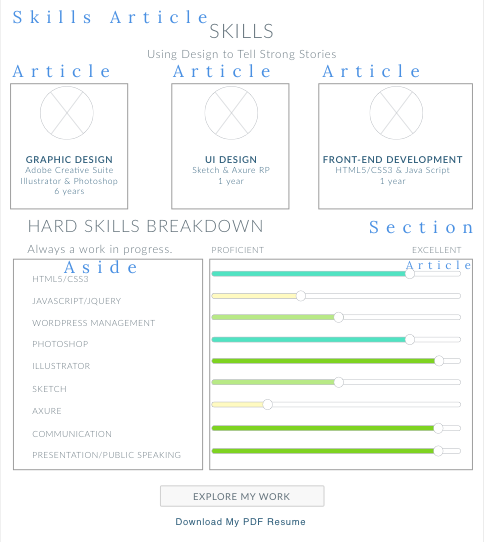 Skills Article
SKILLS
Using Design to Tell Strong Stories
Article
Article
Article
GRAPHIC DESIGN
Adobe Creative Suite
Illustrator & Photoshop
6 years
UI DESIGN
Sketch & Axure RP
1 year
FRONT-END DEVELOPMENT
HTML5/CSS3 & Java Script
1 year
HARD SKILLS BREAKDOWN
Section
Always a work in progress.
PROFICIENT
EXCELLENT
Aside
Article
HTML5/CSS3
JAVASCRIPT/JQUERY
WORDPRESS MANAGEMENT
PHOTOSHOP
ILLUSTRATOR
SKETCH
AXURE
COMMUNICATION
PRESENTATION/PUBLIC SPEAKING
EXPLORE MY WORK
Download My PDF Resume